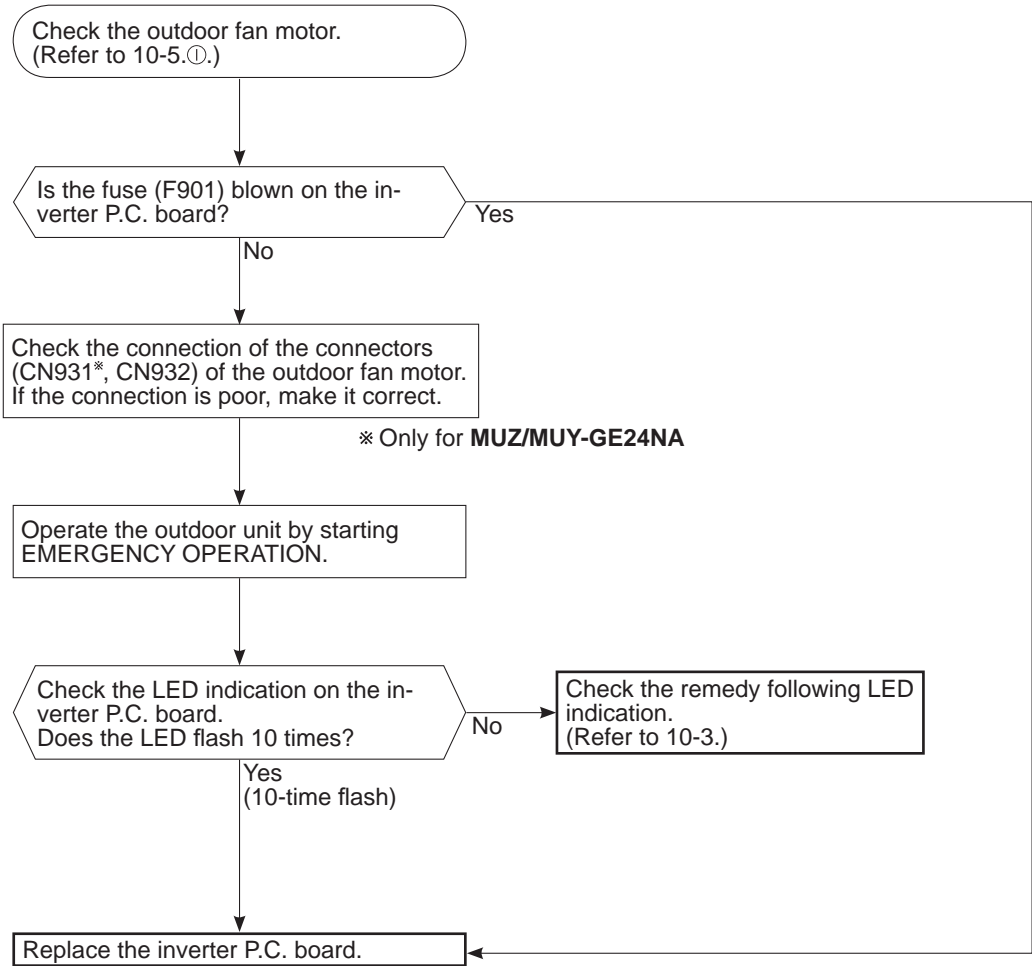 Check the outdoor fan motor.
(Refer to 10-5.Ⓘ.)
Is the fuse (F901) blown on the in-
verter P.C. board?
Yes
No
Check the connection of the connectors
(CN931※, CN932) of the outdoor fan motor.
If the connection is poor, make it correct.
※ Only for MUZ/MUY-GE24NA
Operate the outdoor unit by starting
EMERGENCY OPERATION.
Check the LED indication on the in-
verter P.C. board.
Does the LED flash 10 times?
No
Check the remedy following LED
indication.
(Refer to 10-3.)
Yes
(10-time flash)
Replace the inverter P.C. board.